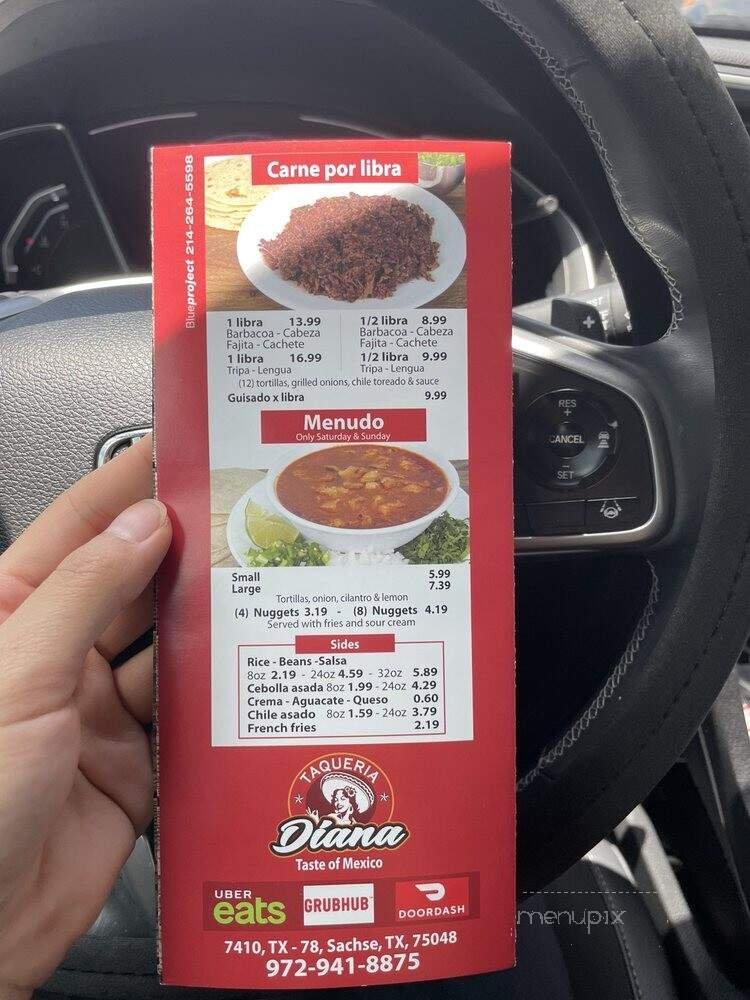 Blueproject 214-264-5598
Carne por libra
1 libra 13.99
Barbacoa - Cabeza
Fajita - Cachete
1 libra 16.99
Tripa - Lengua
1/2 libra 8.99
Barbacoa - Cabeza
Fajita - Cachete
1/2 libra 9.99
Tripa - Lengua
(12) tortillas, grilled onions, chile toreado & sauce
Guisado x libra 9.99
Menudo
Only Saturday & Sunday
Small 5.99
Large 7.39
Tortillas, onion, cilantro & lemon
(4) Nuggets 3.19 - (8) Nuggets 4.19
Served with fries and sour cream
Sides
Rice - Beans -Salsa
8oz 2.19 - 24oz 4.59 - 32oz 5.89
Cebolla asada 8oz 1.99 - 24oz 4.29
Crema - Aguacate - Queso 0.60
Chile asado 8oz 1.59 - 24oz 3.79
French fries 2.19
TAQUERIA
Diana
Taste of Mexico
UBER
eats
GRUBHUB
DOORDASH
7410, TX - 78, Sachse, TX, 75048
972-941-8875
RES
+
CANCEL
−
SET
menupix